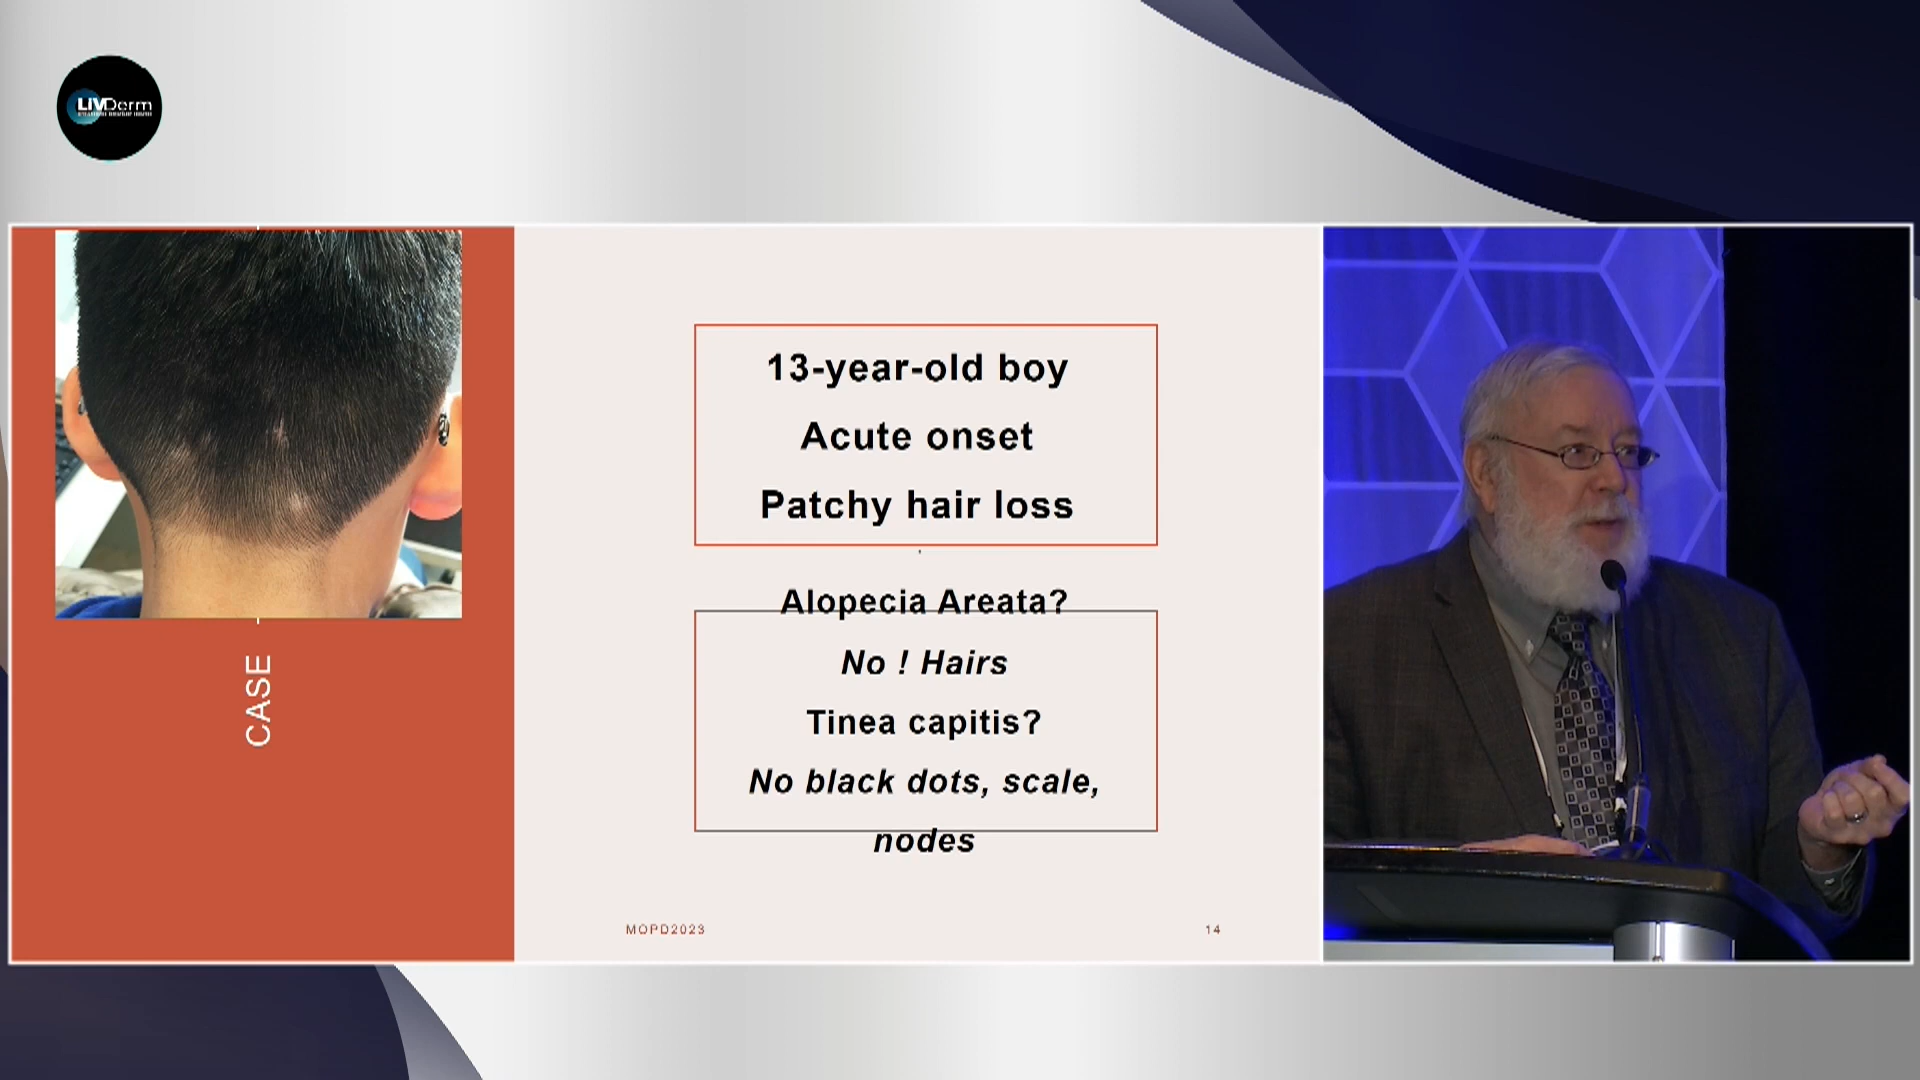 LIVDerm
CASE
13-year-old boy
Acute onset
Patchy hair loss
Alopecia Areata?
No ! Hairs
Tinea capitis?
No black dots, scale,
nodes
MOPD2023
14